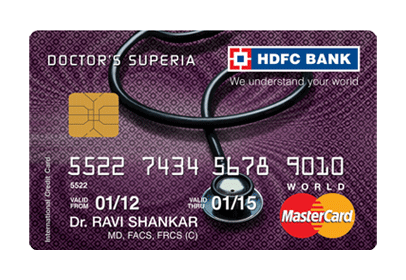 DOCTOR'S SUPERIA
HDFC BANK
We understand your world
5522 7434 5678 9010
5522
WORLD
VALID FROM 01/12 VALID THRU 01/15
Dr. RAVI SHANKAR
MD, FACS, FRCS (C)
MasterCard
International Credit Card